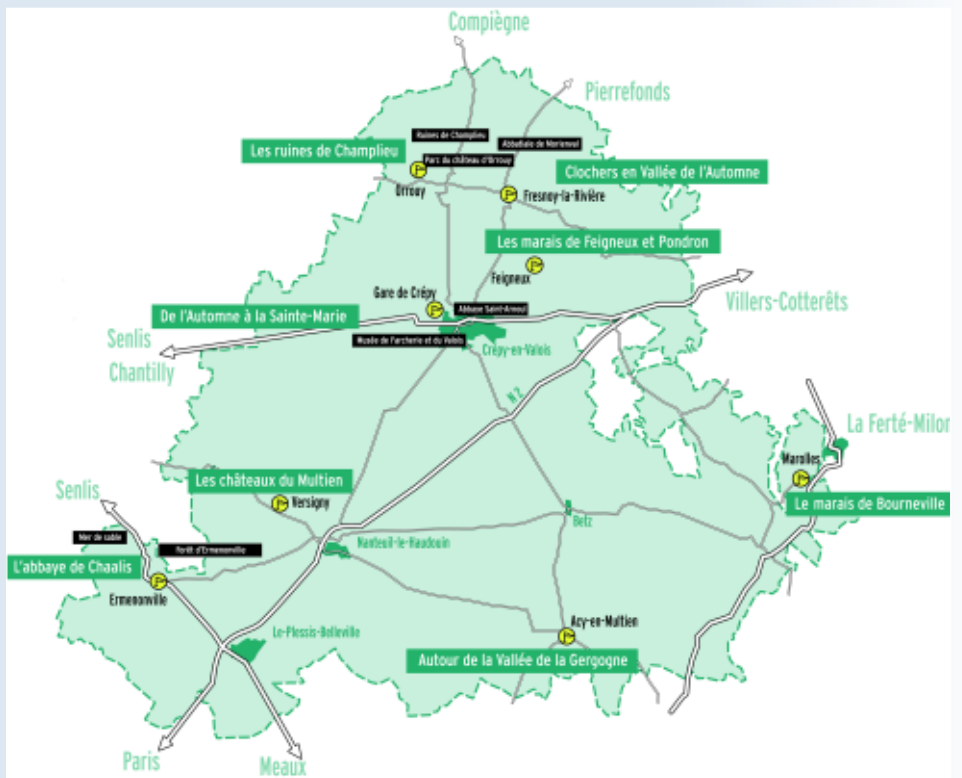 Compiègne
Pierrefonds
Ruines de Champlieu
Abbatiale de Morienval
Les ruines de Champlieu
Parc du château d'Orrouy
Clochers en Vallée de l'Automne
Orrouy
Fresnoy-la-Rivière
Les marais de Feigneux et Pondron
Feigneux
Gare de Crépy
Villers-Cotterêts
De l'Automne à la Sainte-Marie
Abbaye Saint-Arnoul
Senlis
Chantilly
Musée de l'archerie et du Valois
Crépy-en-Valois
N 2
La Ferté-Milon
Marolles
Les châteaux du Multien
Senlis
Versigny
Le marais de Bourneville
Betz
Mer de sable
Forêt d'Ermenonville
Nanteuil-le-Haudouin
L'abbaye de Chaalis
Ermenonville
Acy-en-Multien
Le-Plessis-Belleville
Autour de la Vallée de la Gergogne
Paris
Meaux